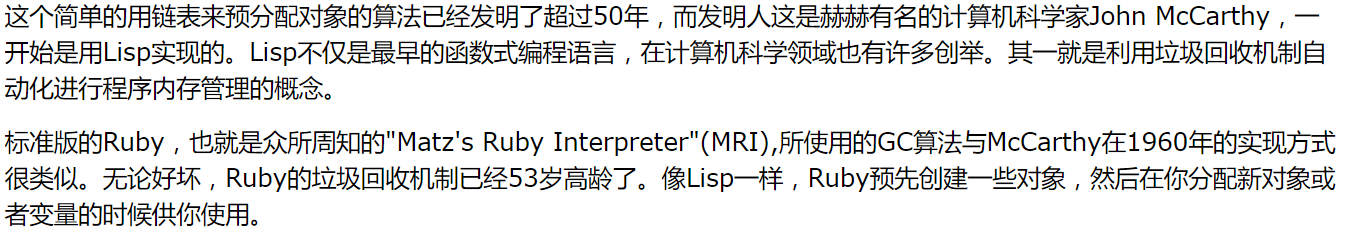 这个简单的用链表来预分配对象的算法已经发明了超过50年，而发明人这是赫赫有名的计算机科学家John McCarthy，一
开始是用Lisp实现的。Lisp不仅是最早的函数式编程语言，在计算机科学领域也有许多创举。其一就是利用垃圾回收机制自
动化进行程序内存管理的概念。
标准版的Ruby，也就是众所周知的"Matz's Ruby Interpreter"(MRI),所使用的GC算法与McCarthy在1960年的实现方式
很类似。无论好坏，Ruby的垃圾回收机制已经53岁高龄了。像Lisp一样，Ruby预先创建一些对象，然后在你分配新对象或
者变量的时候供你使用。